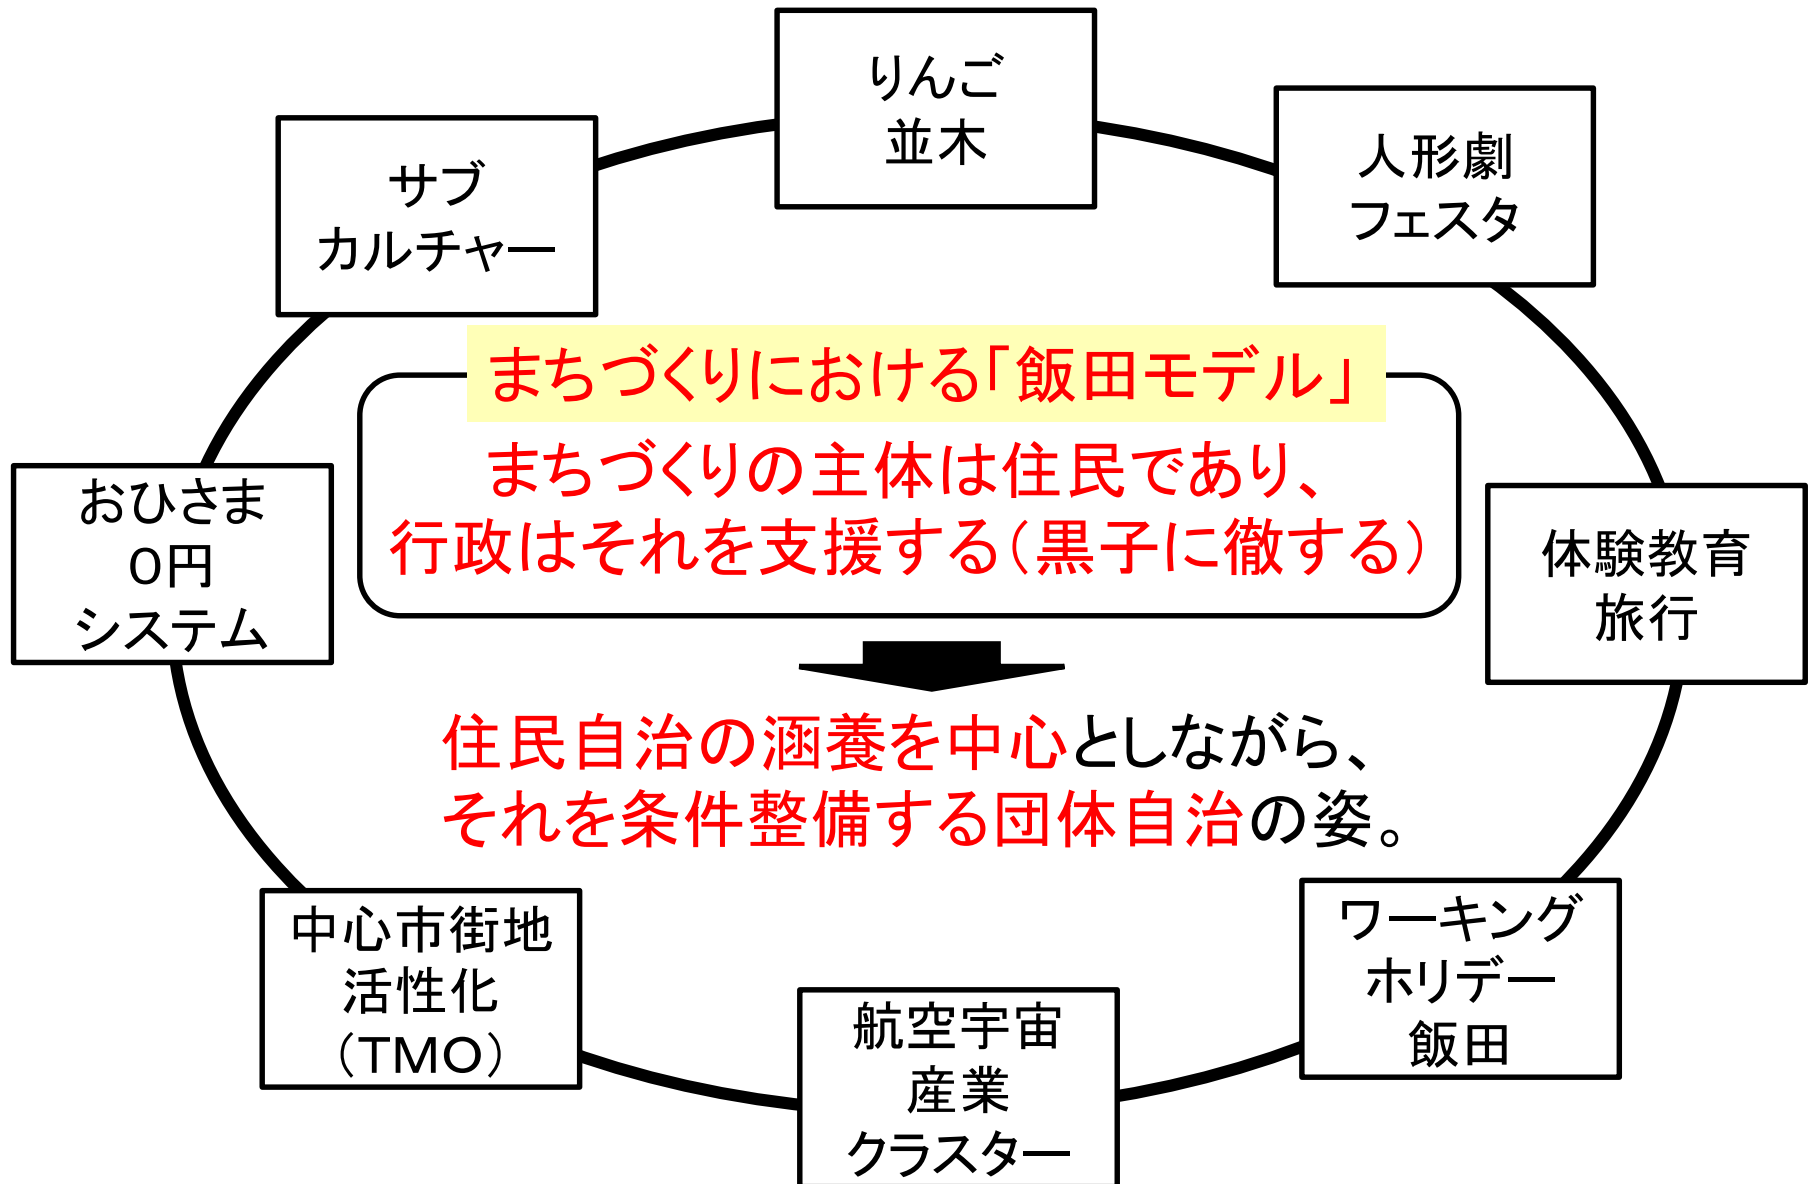 りんご
並木
人形劇
フェスタ
サブ
カルチャー
まちづくりにおける「飯田モデル」
まちづくりの主体は住民であり、
行政はそれを支援する（黒子に徹する）
おひさま
０円
システム
体験教育
旅行
住民自治の涵養を中心としながら、
それを条件整備する団体自治の姿。
中心市街地
活性化
（ＴＭＯ）
ワーキング
ホリデー
飯田
航空宇宙
産業
クラスター